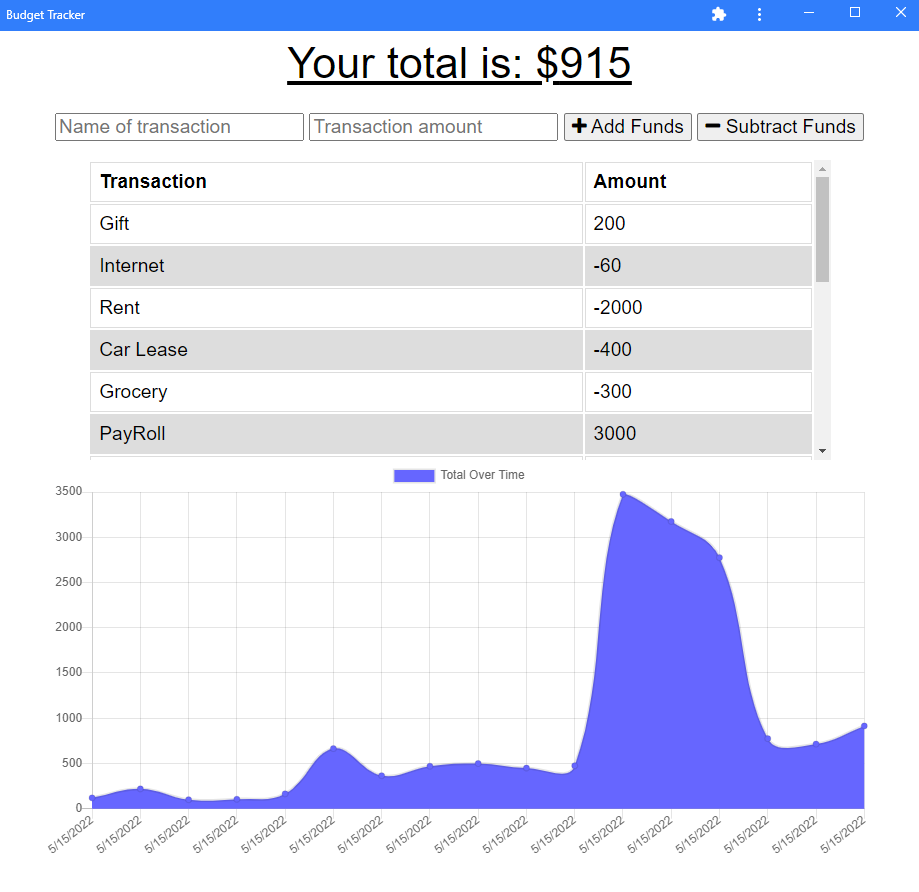 Budget Tracker
Your total is: $915
Name of transaction Transaction amount Add Funds Subtract Funds
Transaction Amount
Gift 200
Internet -60
Rent -2000
Car Lease -400
Grocery -300
PayRoll 3000
Total Over Time
3500
3000
2500
2000
1500
1000
500
0
5/15/2022 5/15/2022 5/15/2022 5/15/2022 5/15/2022 5/15/2022 5/15/2022 5/15/2022 5/15/2022 5/15/2022 5/15/2022 5/15/2022 5/15/2022 5/15/2022 5/15/2022 5/15/2022 5/15/2022